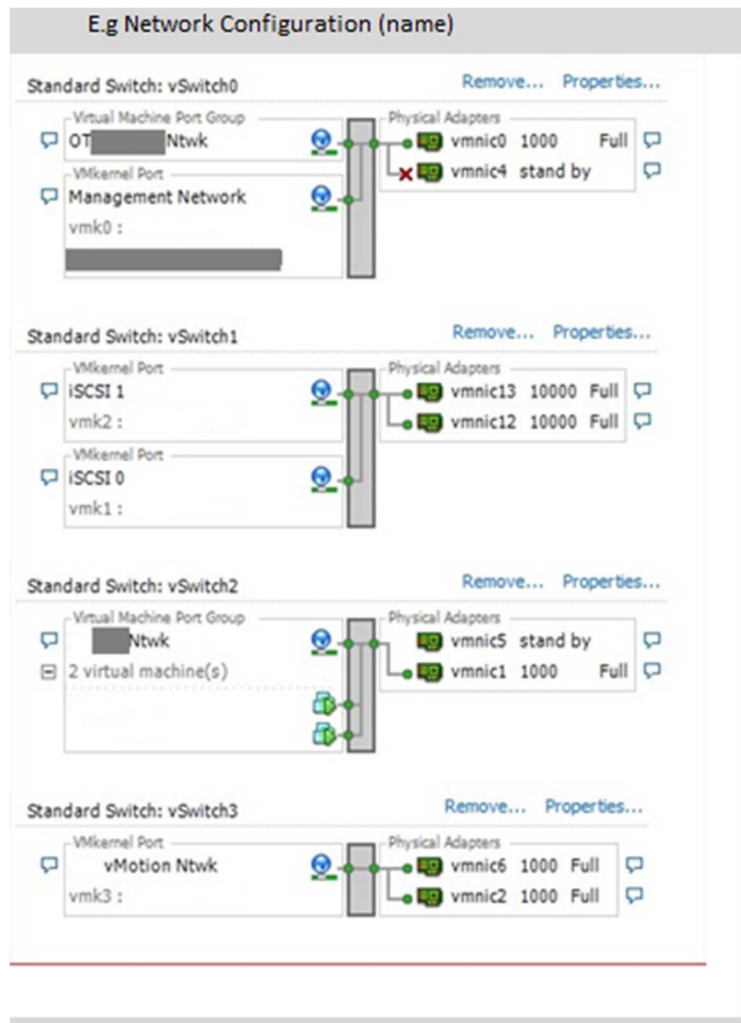 E.g Network Configuration (name)
Standard Switch: vSwitch0 Remove... Properties...
Virtual Machine Port Group Physical Adapters
OT Ntwk vmnic0 1000 Full
VMkernel Port vmnic4 stand by
Management Network
vmk0 :
Standard Switch: vSwitch1 Remove... Properties...
VMkernel Port Physical Adapters
iSCSI 1 vmnic13 10000 Full
vmk2 : vmnic12 10000 Full
VMkernel Port
iSCSI 0
vmk1 :
Standard Switch: vSwitch2 Remove... Properties...
Virtual Machine Port Group Physical Adapters
Ntwk vmnic5 stand by
2 virtual machine(s) vmnic1 1000 Full
Standard Switch: vSwitch3 Remove... Properties...
VMkernel Port Physical Adapters
vMotion Ntwk vmnic6 1000 Full
vmk3 : vmnic2 1000 Full